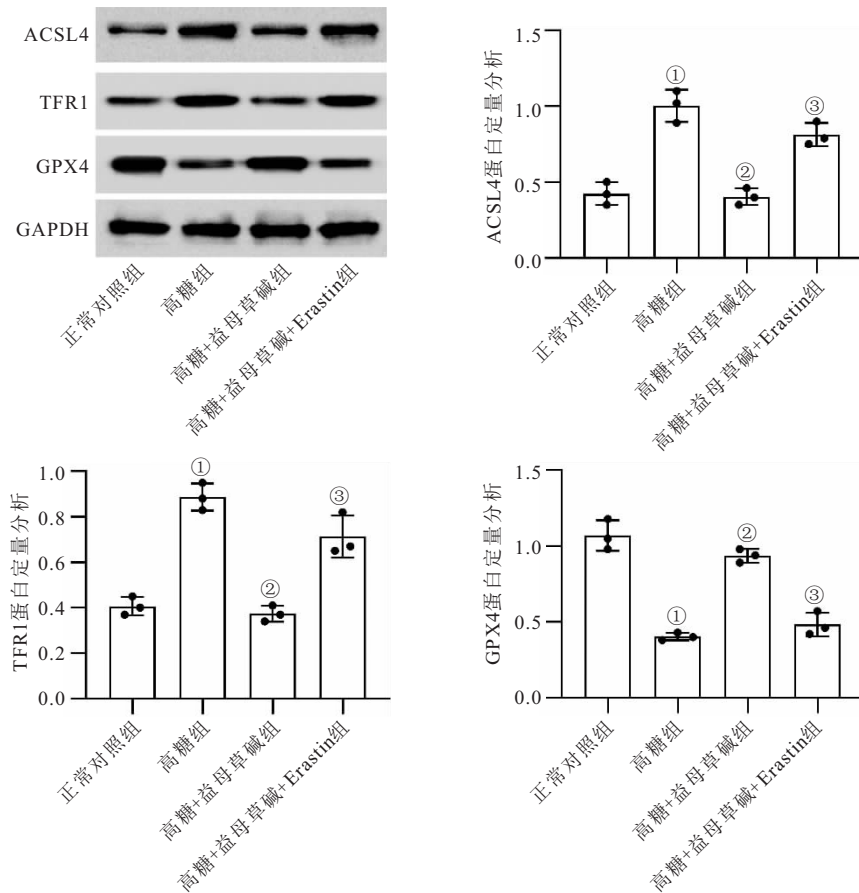 ACSL4
TFR1
GPX4
GAPDH
正常对照组
高糖组
高糖+益母草碱组
高糖+益母草碱+Erastin组
ACSL4蛋白定量分析
1.5
1.0
0.5
0.0
①
②
③
正常对照组
高糖组
高糖+益母草碱组
高糖+益母草碱+Erastin组
TFR1蛋白定量分析
1.0
0.8
0.6
0.4
0.2
0.0
①
②
③
正常对照组
高糖组
高糖+益母草碱组
高糖+益母草碱+Erastin组
GPX4蛋白定量分析
1.5
1.0
0.5
0.0
①
②
③
正常对照组
高糖组
高糖+益母草碱组
高糖+益母草碱+Erastin组